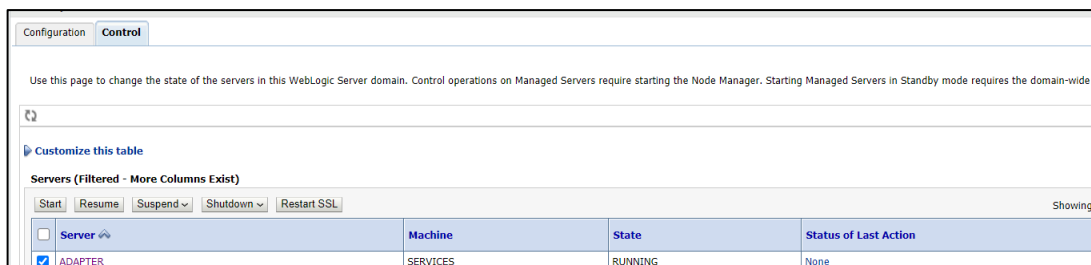 Configuration Control
Use this page to change the state of the servers in this WebLogic Server domain. Control operations on Managed Servers require starting the Node Manager. Starting Managed Servers in Standby mode requires the domain-wide
Customize this table
Servers (Filtered - More Columns Exist)
Start Resume Suspend Shutdown Restart SSL Showing
Server Machine State Status of Last Action
ADAPTER SERVICES RUNNING None